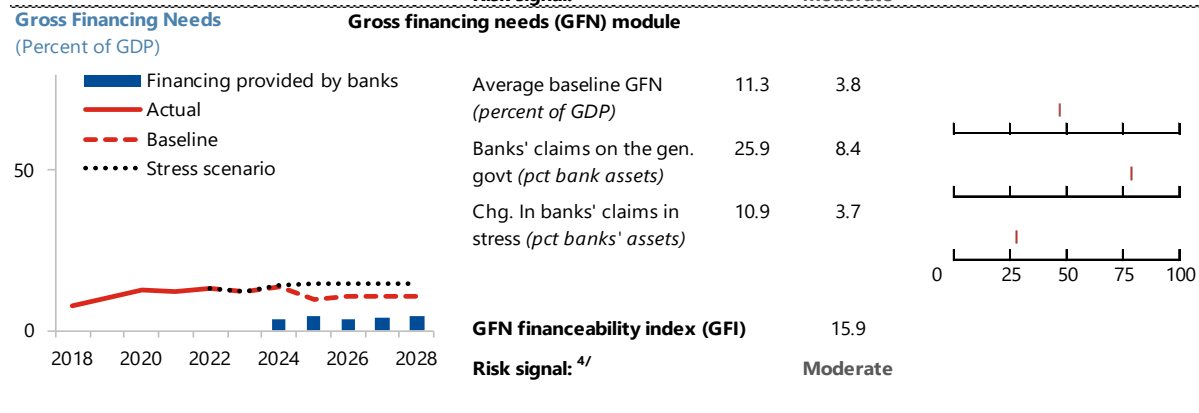 Gross Financing Needs
(Percent of GDP)
Gross financing needs (GFN) module
Financing provided by banks
Actual
Baseline
Stress scenario
50
0
2018 2020 2022 2024 2026 2028
Average baseline GFN 11.3 3.8
(percent of GDP)
Banks' claims on the gen. 25.9 8.4
govt (pct bank assets)
Chg. In banks' claims in 10.9 3.7
stress (pct banks' assets)
0 25 50 75 100
GFN financeability index (GFI) 15.9
Risk signal: 4/ Moderate